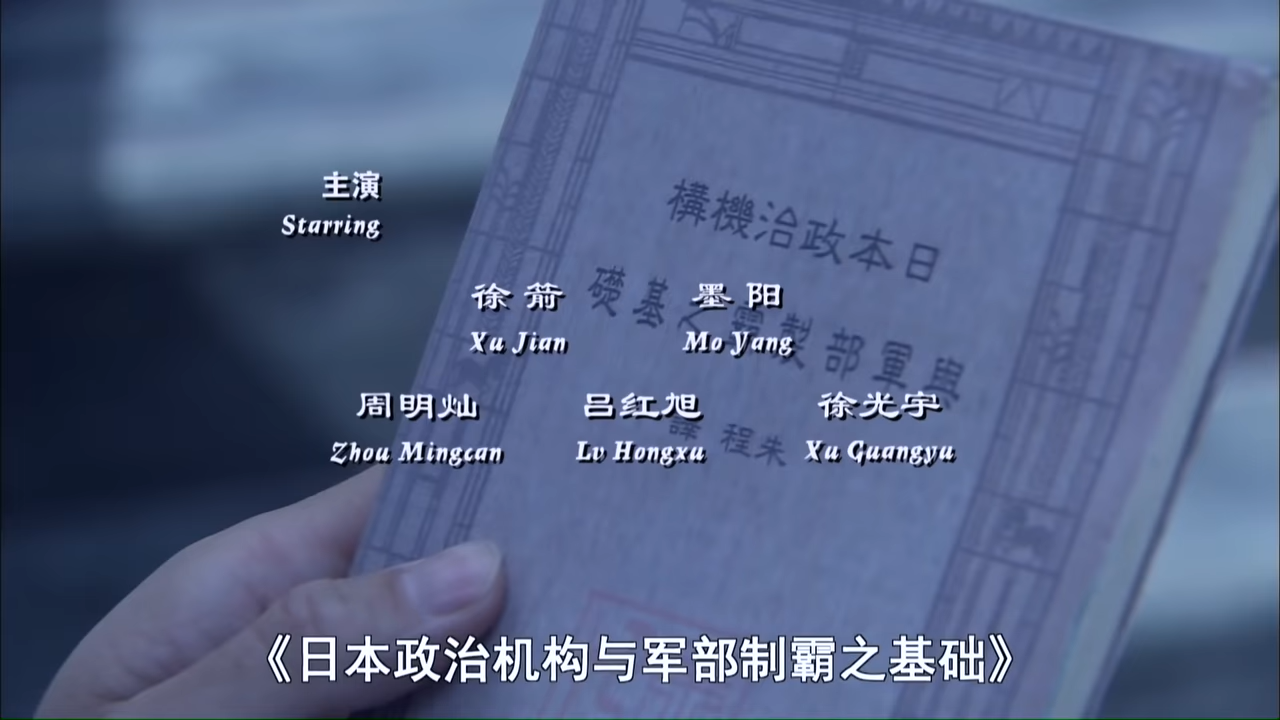 主演
Starring
構機治政本日
礎基之霸製部軍與
徐箭 墨阳
Xu Jian Mo Yang
周明灿 吕红旭 徐光宇
Zhou Mingcan Lv Hongxu Xu Guangyu
譯 程朱
《日本政治机构与军部制霸之基础》